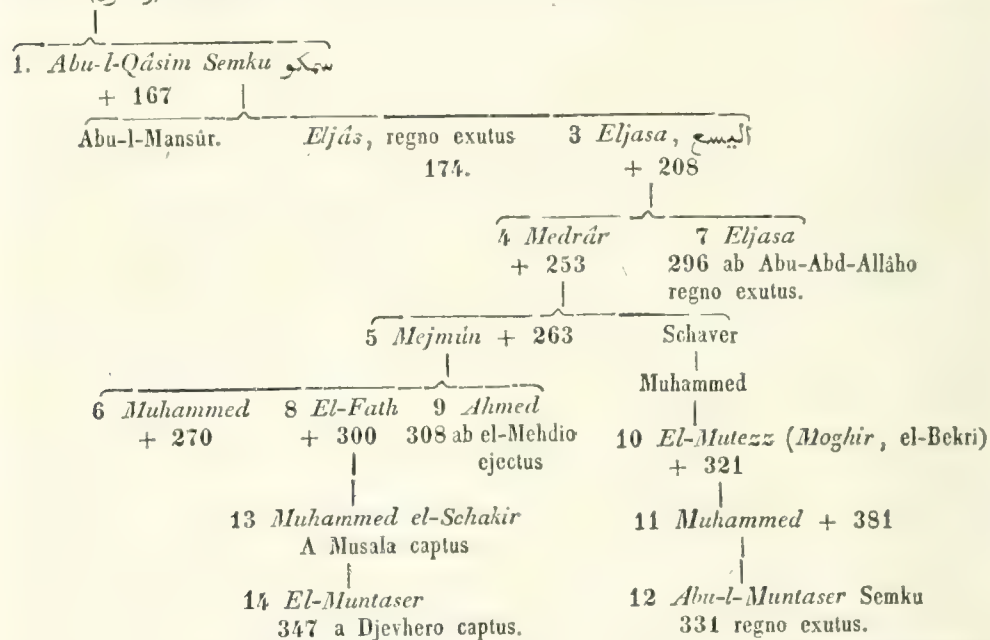 1. Abu-l-Qâsim Semku سمكو
+ 167
Abu-l-Mansûr. Eljâs, regno exutus 3 Eljasa, اليسع
174. + 208
4 Medrâr 7 Eljasa
+ 253 296 ab Abu-Abd-Allâho
regno exutus.
5 Mejmún + 263 Schaver
Muhammed
6 Muhammed 8 El-Fath 9 Ahmed
+ 270 + 300 308 ab el-Mehdio
ejectus
10 El-Mutezz (Moghir, el-Bekri)
+ 321
13 Muhammed el-Schakir 11 Muhammed + 381
A Musala captus
14 El-Muntaser 12 Abu-l-Muntaser Semku
347 a Djevhero captus. 331 regno exutus.